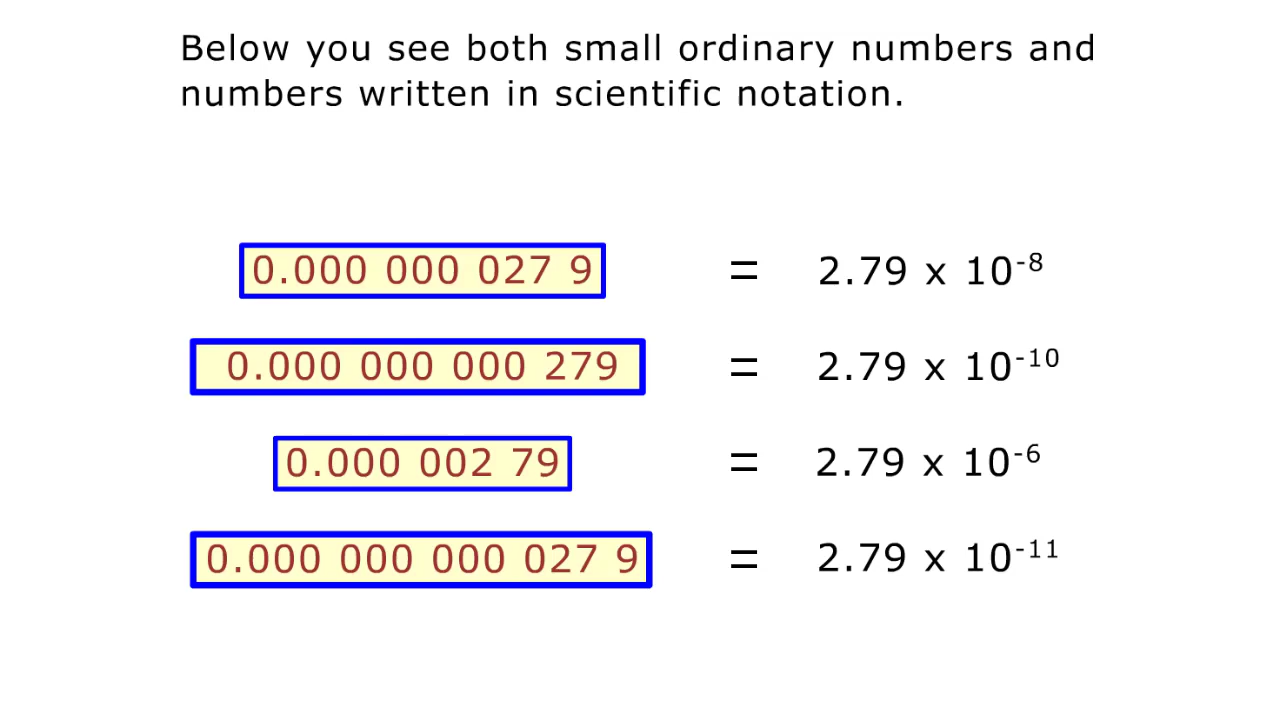 Below you see both small ordinary numbers and
numbers written in scientific notation.
0.000 000 027 9 = 2.79 x 10⁻⁸
0.000 000 000 279 = 2.79 x 10⁻¹⁰
0.000 002 79 = 2.79 x 10⁻⁶
0.000 000 000 027 9 = 2.79 x 10⁻¹¹